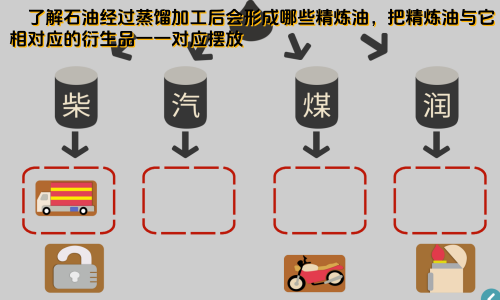 了解石油经过蒸馏加工后会形成哪些精炼油，把精炼油与它
相对应的衍生品一一对应摆放
柴 汽 煤 润